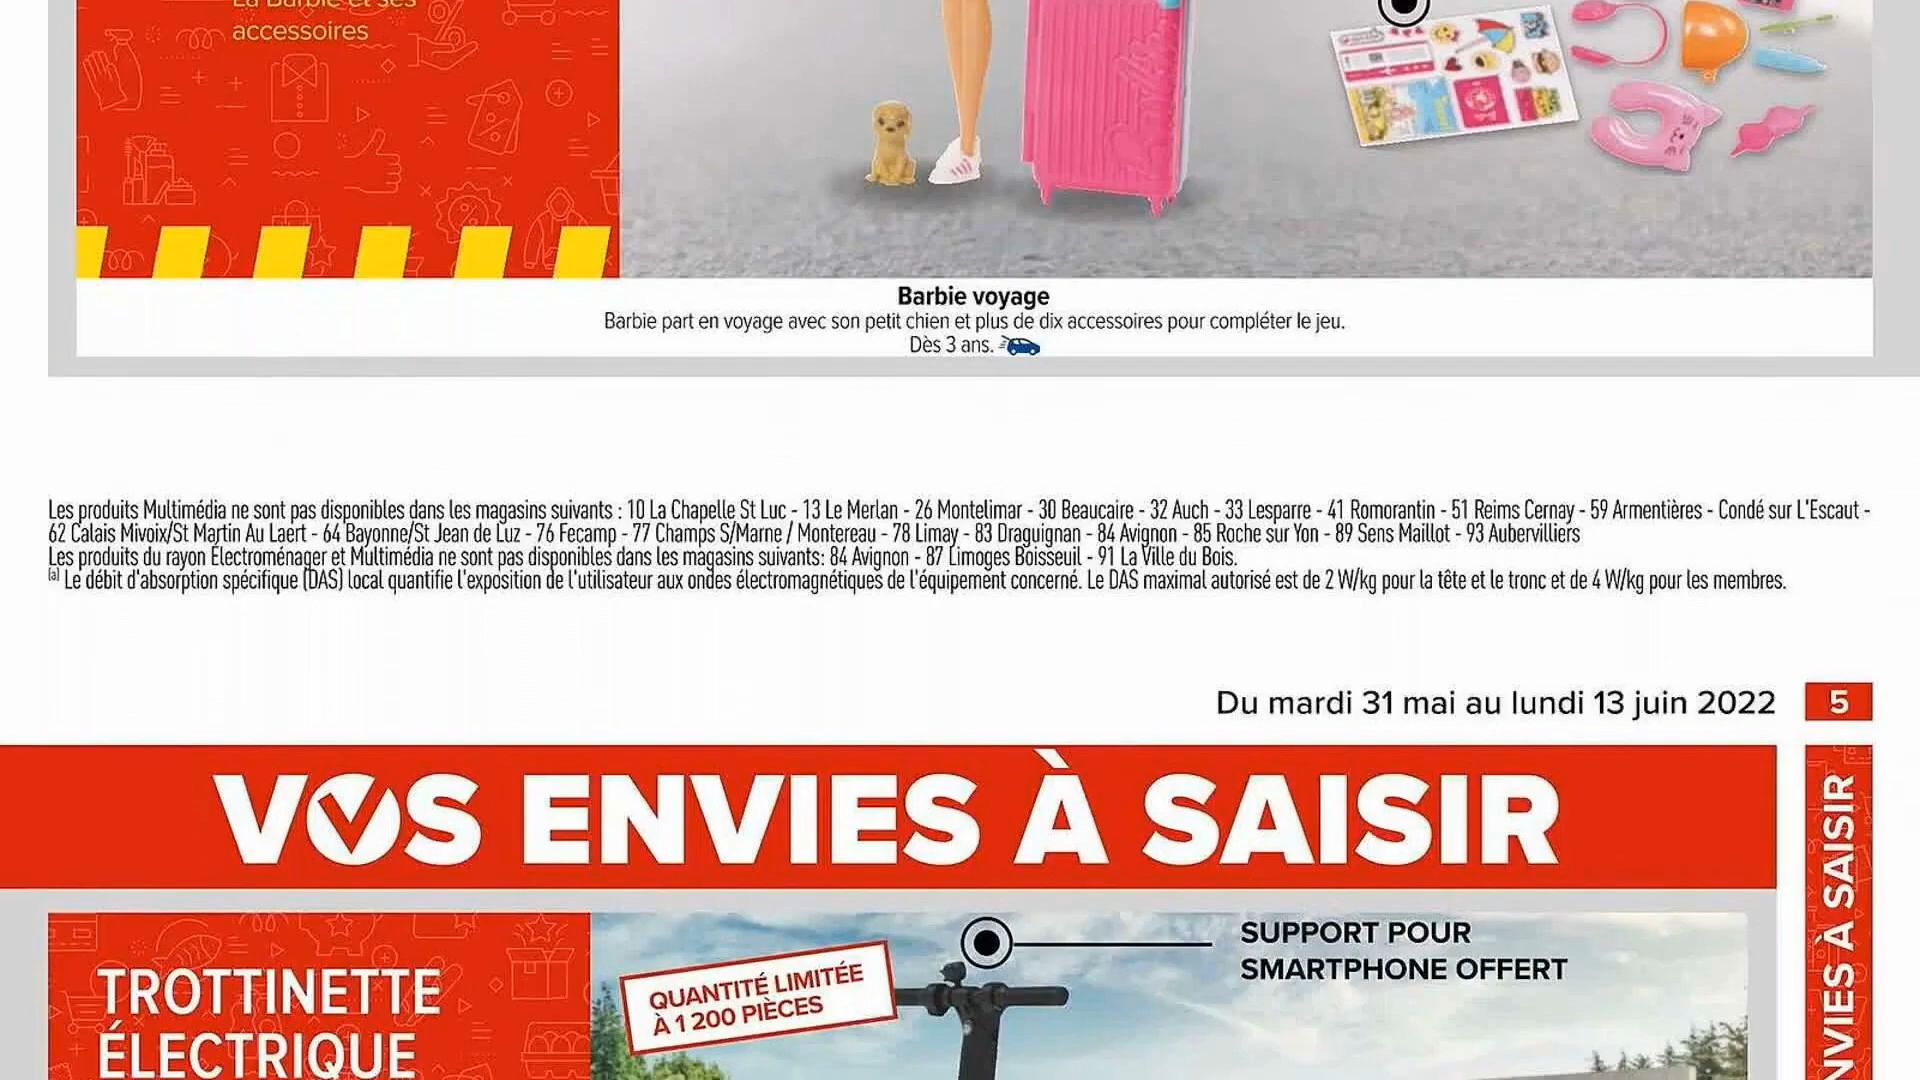 La Barbie et ses
accessoires
Barbie voyage
Barbie part en voyage avec son petit chien et plus de dix accessoires pour compléter le jeu.
Dès 3 ans.
Les produits Multimédia ne sont pas disponibles dans les magasins suivants : 10 La Chapelle St Luc - 13 Le Merlan - 26 Montelimar - 30 Beaucaire - 32 Auch - 33 Lesparre - 41 Romorantin - 51 Reims Cernay - 59 Armentières - Condé sur L'Escaut -
62 Calais Mivoix/St Martin Au Laert - 64 Bayonne/St Jean de Luz - 76 Fecamp - 77 Champs S/Marne / Montereau - 78 Limay - 83 Draguignan - 84 Avignon - 85 Roche sur Yon - 89 Sens Maillot - 93 Aubervilliers
Les produits du rayon Électroménager et Multimédia ne sont pas disponibles dans les magasins suivants: 84 Avignon - 87 Limoges Boisseuil - 91 La Ville du Bois.
(a) Le débit d'absorption spécifique (DAS) local quantifie l'exposition de l'utilisateur aux ondes électromagnétiques de l'équipement concerné. Le DAS maximal autorisé est de 2 W/kg pour la tête et le tronc et de 4 W/kg pour les membres.
Du mardi 31 mai au lundi 13 juin 2022
5
VOS ENVIES À SAISIR
NVIES À SAISIR
SUPPORT POUR
SMARTPHONE OFFERT
QUANTITÉ LIMITÉE
À 1 200 PIÈCES
TROTTINETTE
ÉLECTRIQUE